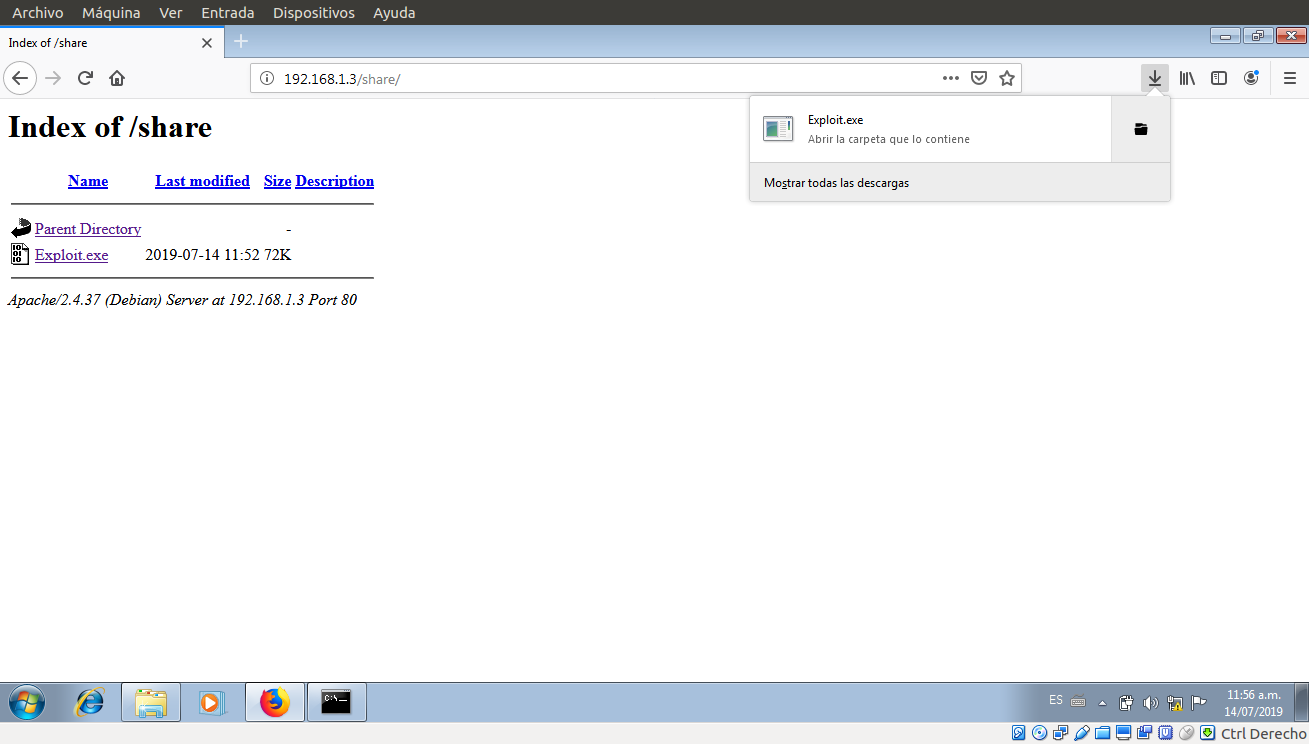 Archivo Máquina Ver Entrada Dispositivos Ayuda
Index of /share
192.168.1.3/share/
Exploit.exe
Abrir la carpeta que lo contiene
Mostrar todas las descargas
Index of /share
Name Last modified Size Description
Parent Directory -
Exploit.exe 2019-07-14 11:52 72K
Apache/2.4.37 (Debian) Server at 192.168.1.3 Port 80
C:\
ES
11:56 a.m.
14/07/2019
Ctrl Derecho